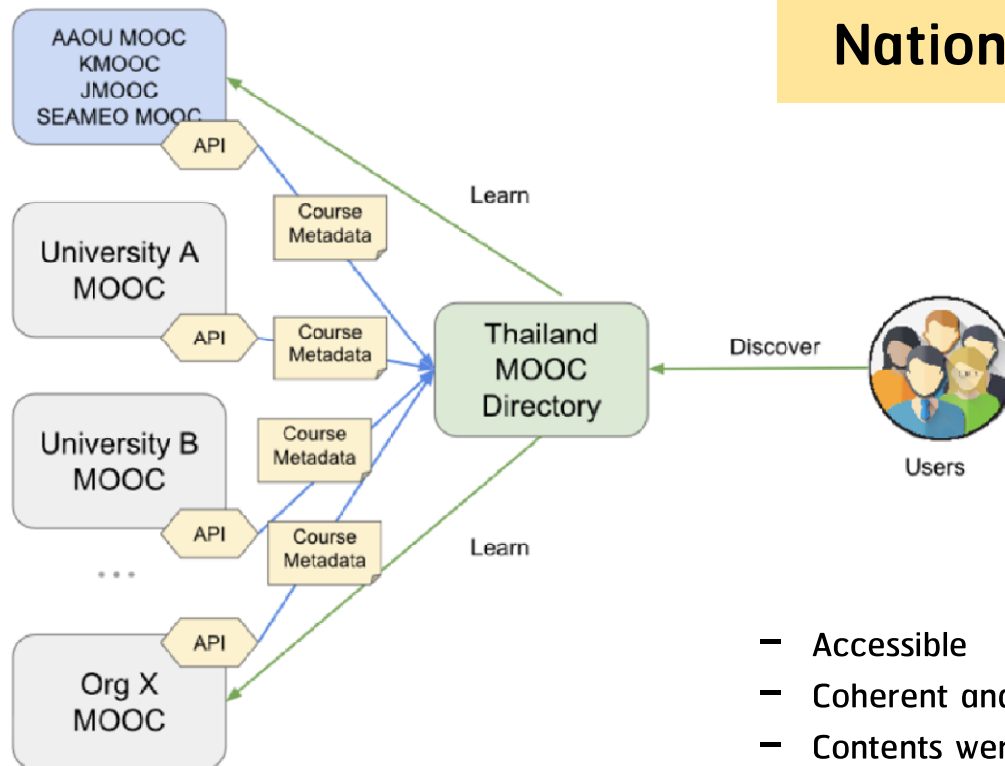 Nation
AAOU MOOC
KMOOC
JMOOC
SEAMEO MOOC
API
Learn
Course
Metadata
University A
MOOC
API
Course
Metadata
Thailand
MOOC
Directory
Discover
Users
University B
MOOC
Course
Metadata
API
Course
Metadata
Learn
...
API
Org X
MOOC
– Accessible
– Coherent and
– Contents wer